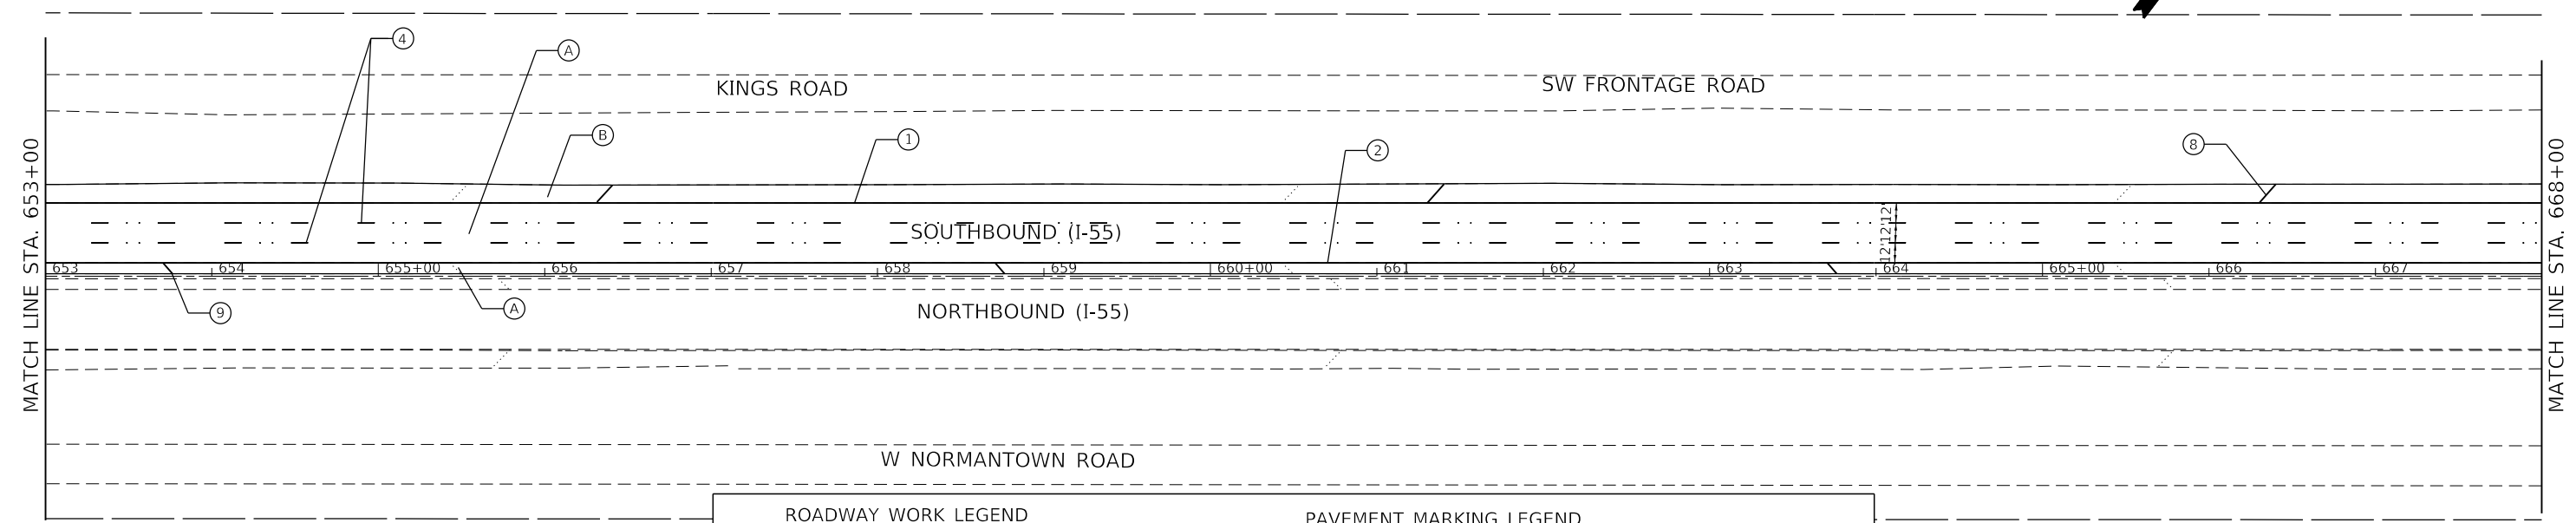 4
A
KINGS ROAD
SW FRONTAGE ROAD
B
1
2
8
MATCH LINE STA. 653+00
MATCH LINE STA. 668+00
SOUTHBOUND (I-55)
12' 12' 12'
653 654 655+00 656 657 658 659 660+00 661 662 663 664 665+00 666 667
9
A
NORTHBOUND (I-55)
W NORMANTOWN ROAD
ROADWAY WORK LEGEND
PAVEMENT MARKING LEGEND